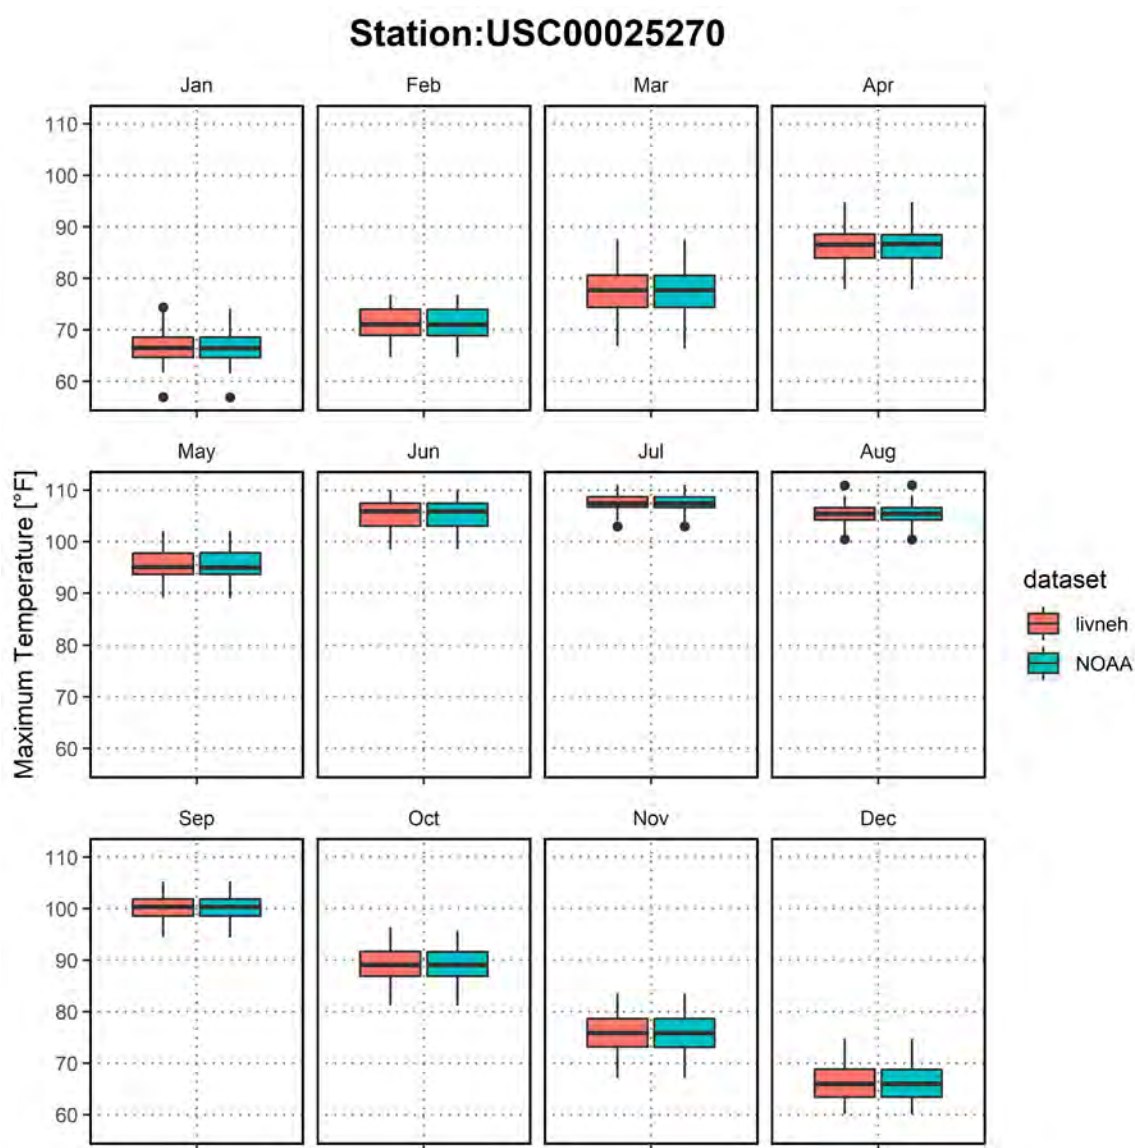 Station:USC00025270
Jan Feb Mar Apr
110
100
90
80
70
60
May Jun Jul Aug
110
100
90
80
70
60
Sep Oct Nov Dec
110
100
90
80
70
60
Maximum Temperature [°F]
dataset
livneh
NOAA